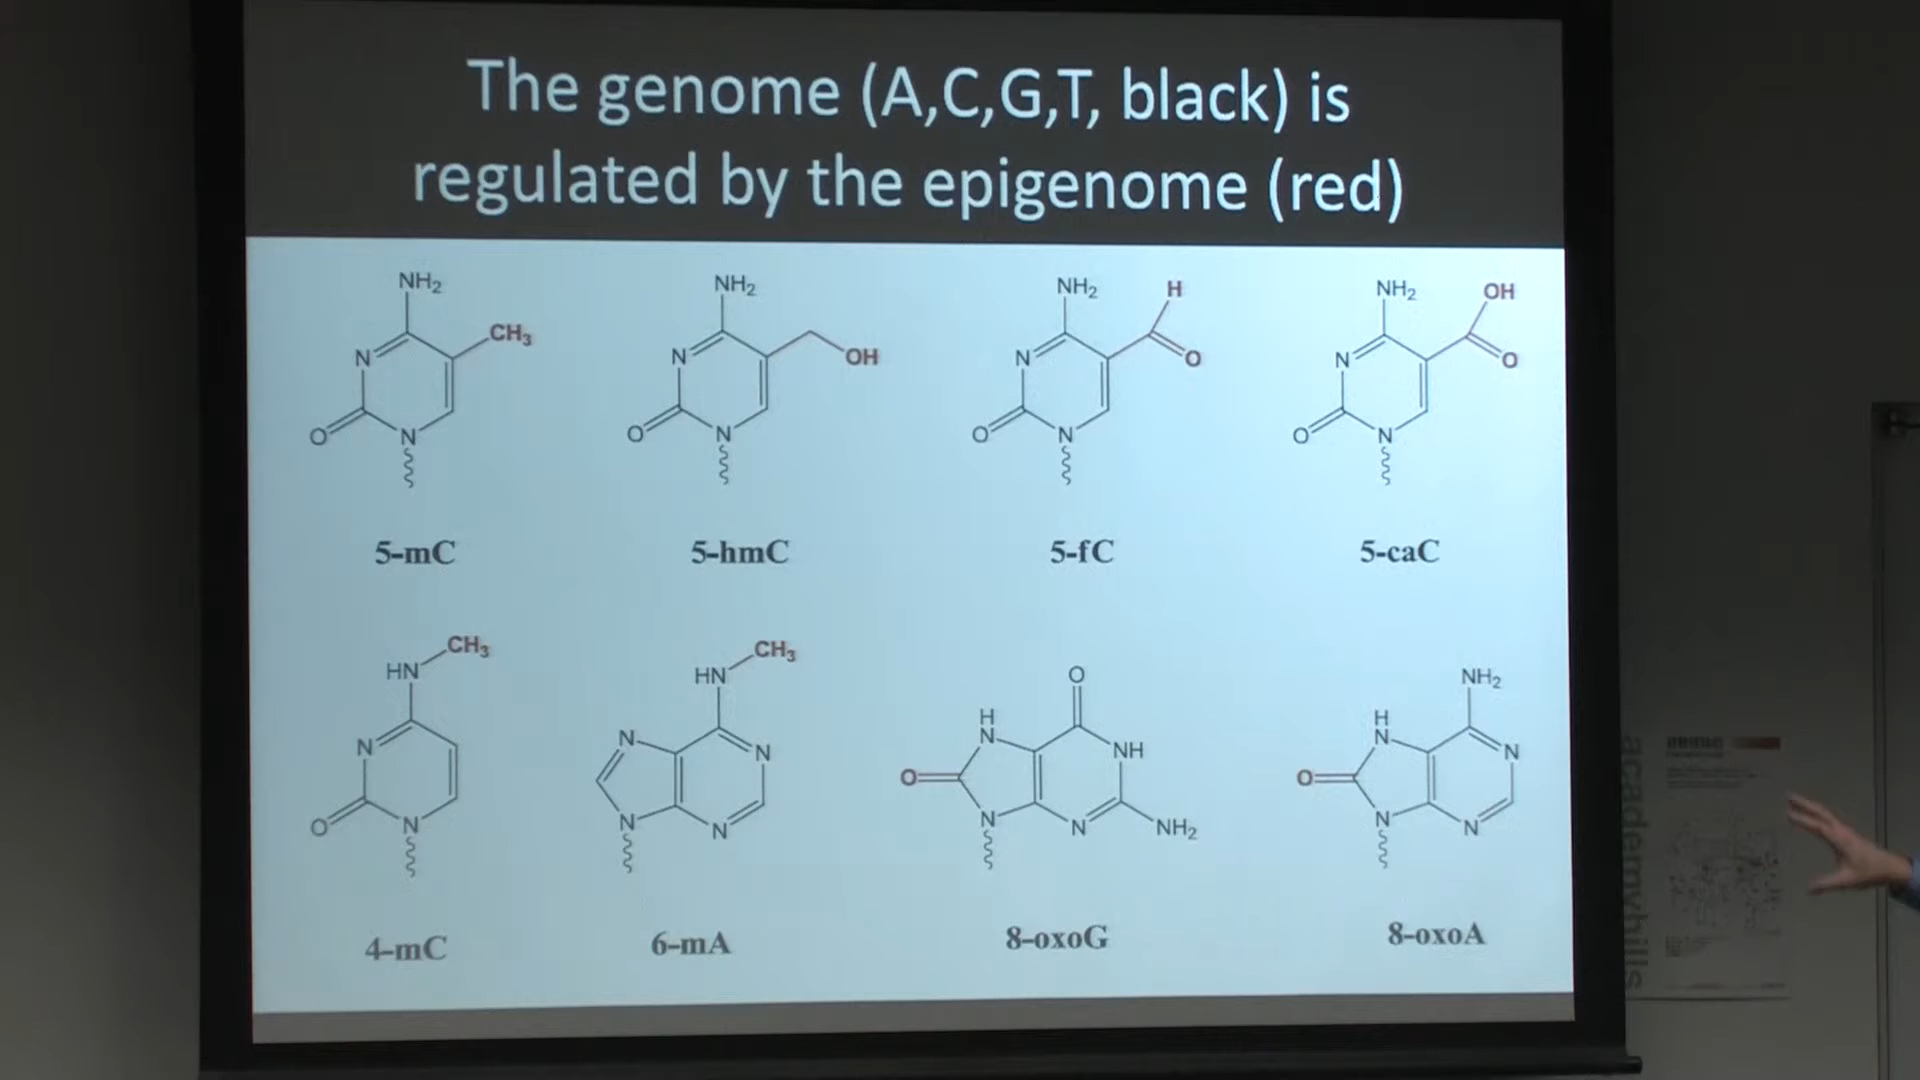 The genome (A,C,G,T, black) is
regulated by the epigenome (red)
NH₂ NH₂ NH₂ H NH₂ OH
CH₃ OH O O
N N N N
O N O N O N O N
5-mC 5-hmC 5-fC 5-caC
CH₃ CH₃ O NH₂
HN HN H H
N N N N NH N N
O O
O N N N N N NH₂ N N
4-mC 6-mA 8-oxoG 8-oxoA
academyhills